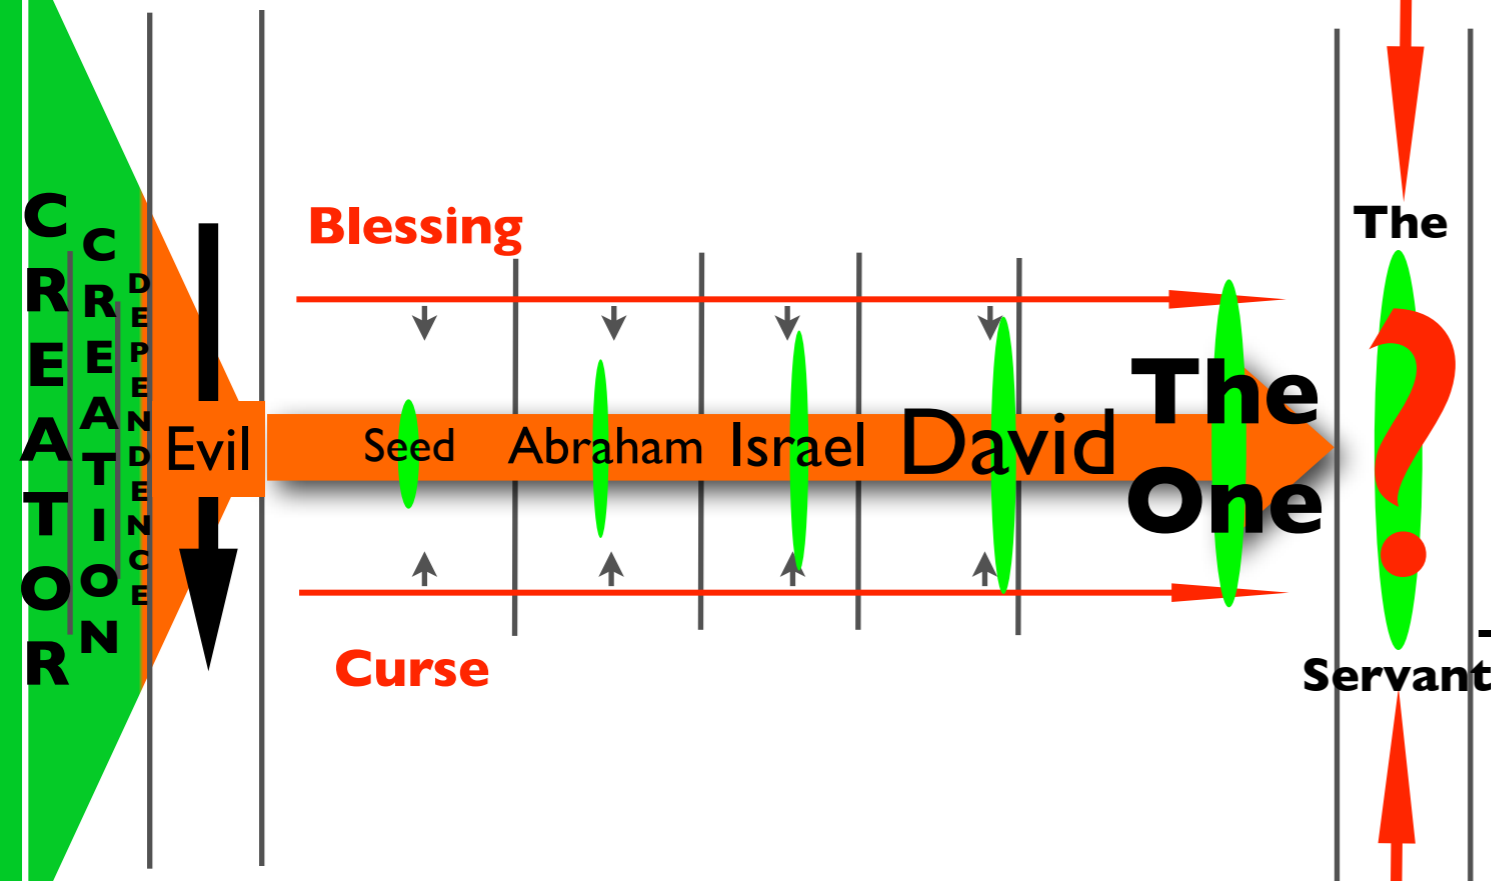 CREATOR
CREATION
DEPENDENCE
Evil
Blessing
Seed
Abraham
Israel
David
The
One
Curse
The
?
Servant